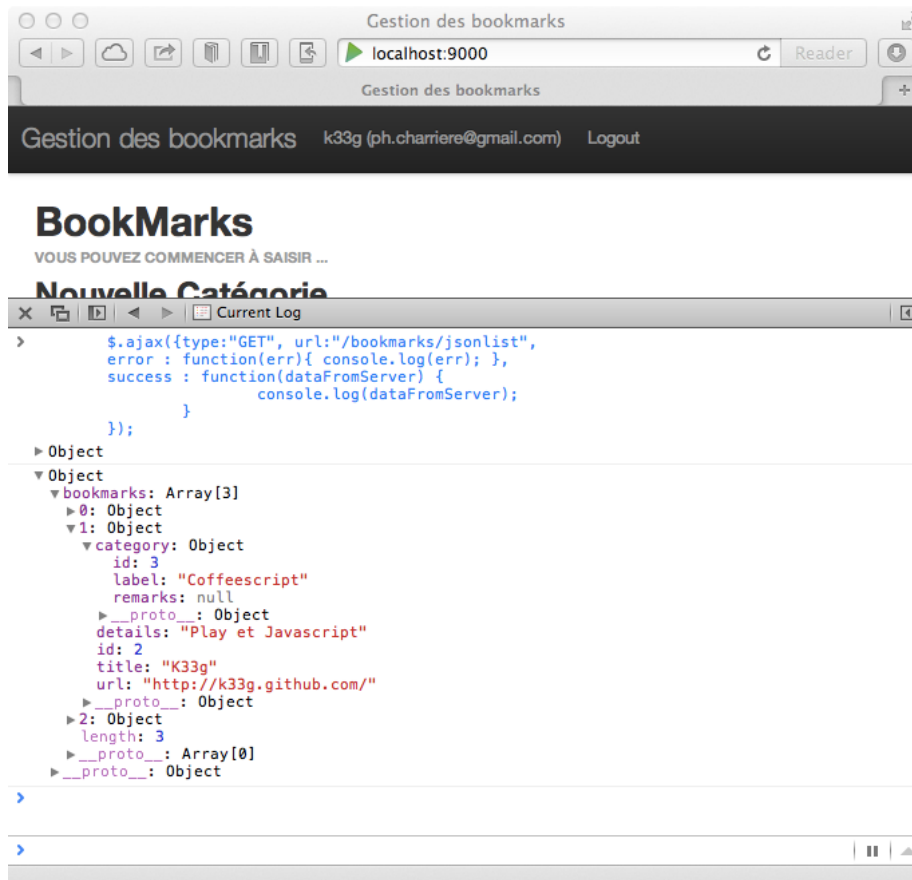 Gestion des bookmarks
localhost:9000
Reader
Gestion des bookmarks
Gestion des bookmarks k33g (ph.charriere@gmail.com) Logout
BookMarks
VOUS POUVEZ COMMENCER À SAISIR ...
Nouvelle Catégorie
Current Log
> $.ajax({type:"GET", url:"/bookmarks/jsonlist",
error : function(err){ console.log(err); },
success : function(dataFromServer) {
console.log(dataFromServer);
}
});
▶Object
▼Object
▼bookmarks: Array[3]
▶0: Object
▼1: Object
▼category: Object
id: 3
label: "Coffeescript"
remarks: null
▶__proto__: Object
details: "Play et Javascript"
id: 2
title: "K33g"
url: "http://k33g.github.com/"
▶__proto__: Object
▶2: Object
length: 3
▶__proto__: Array[0]
▶__proto__: Object
>
>